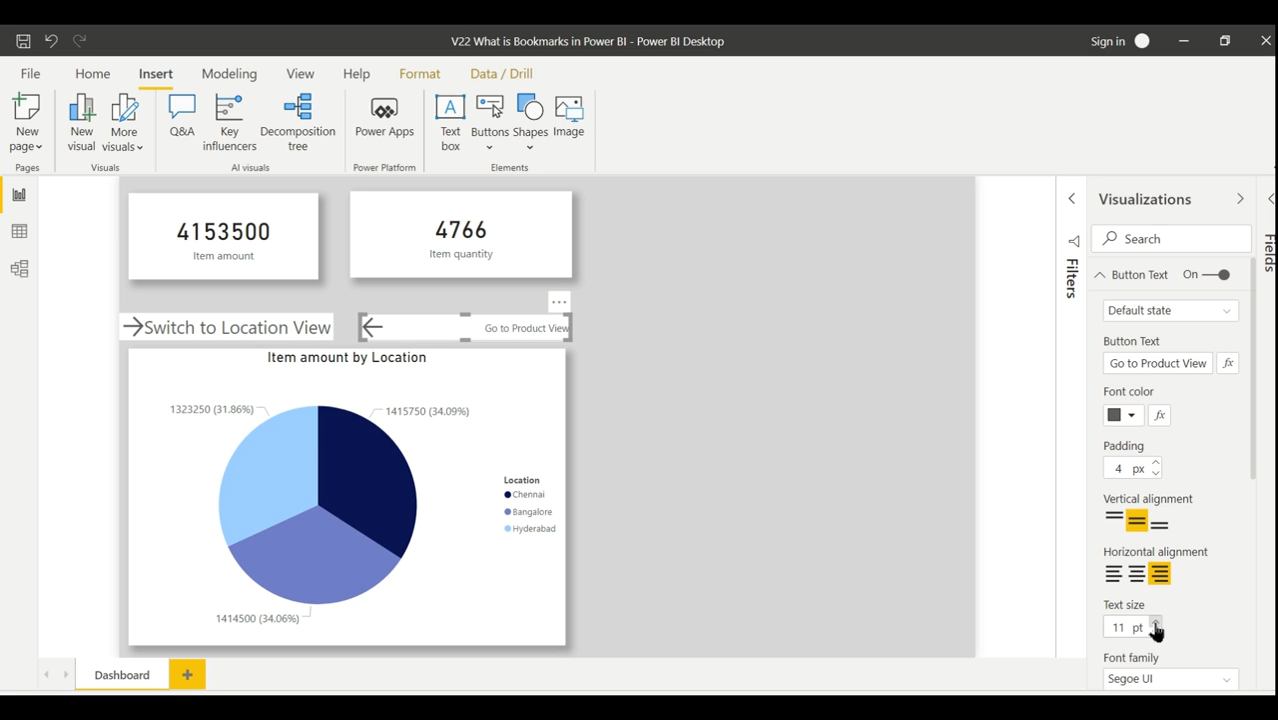 V22 What is Bookmarks in Power BI - Power BI Desktop
Sign in
File Home Insert Modeling View Help Format Data / Drill
New page
New visual
More visuals
Q&A
Key influencers
Decomposition tree
Power Apps
Text box
Buttons
Shapes
Image
Pages
Visuals
AI visuals
Power Platform
Elements
4153500
Item amount
4766
Item quantity
Switch to Location View
Go to Product View
Item amount by Location
1323250 (31.86%)
1415750 (34.09%)
1414500 (34.06%)
Location
Chennai
Bangalore
Hyderabad
Filters
Visualizations
Search
Button Text On
Default state
Button Text
Go to Product View
fx
Font color
fx
Padding
4 px
Vertical alignment
Horizontal alignment
Text size
11 pt
Font family
Segoe UI
Fields
Dashboard